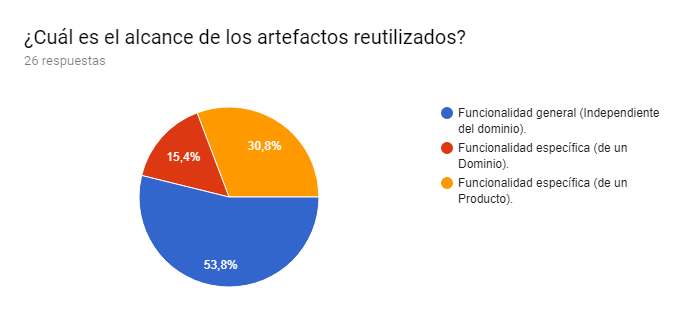 ¿Cuál es el alcance de los artefactos reutilizados?
26 respuestas
30,8%
15,4%
53,8%
Funcionalidad general (Independiente
del dominio).
Funcionalidad específica (de un
Dominio).
Funcionalidad específica (de un
Producto).